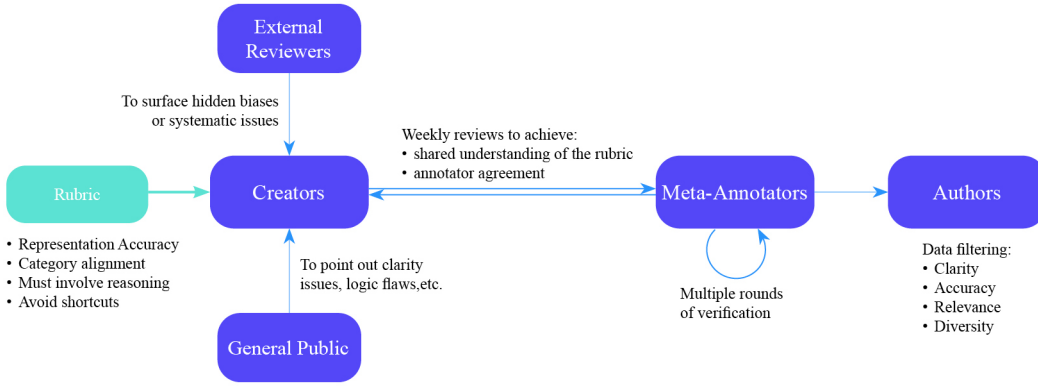 External
Reviewers
To surface hidden biases
or systematic issues
Weekly reviews to achieve:
• shared understanding of the rubric
• annotator agreement
Rubric
Creators
Meta-Annotators
Authors
• Representation Accuracy
• Category alignment
• Must involve reasoning
• Avoid shortcuts
To point out clarity
issues, logic flaws,etc.
General Public
Multiple rounds
of verification
Data filtering:
• Clarity
• Accuracy
• Relevance
• Diversity